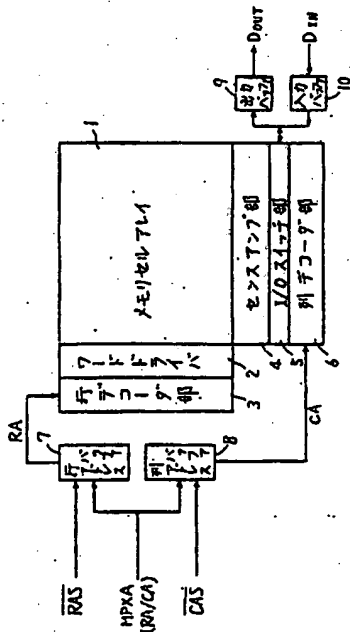 RAS
MPXA
(RA/CA)
CAS
7
行アドレスバッファ
8
列アドレスバッファ
RA
CA
行デコーダ部
3
ワードドライバ
2
メモリセルアレイ
1
センスアンプ部
4
I/Oスイッチ部
5
列デコーダ部
6
9
出力バッファ
DOUT
入力バッファ
10
DIN